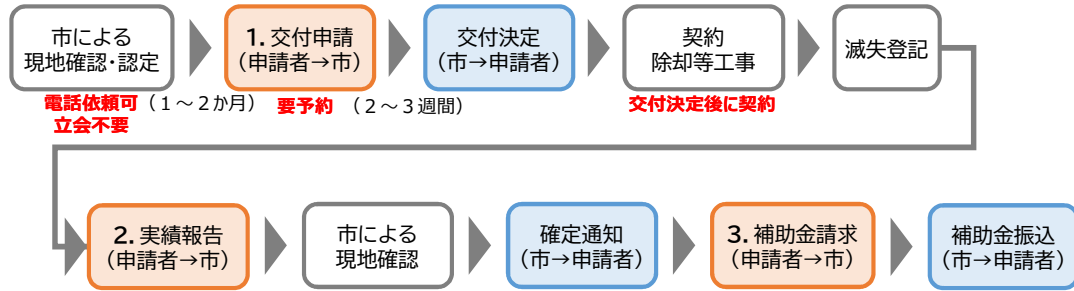 市による
現地確認・認定
電話依頼可（１～２か月）
立会不要
1. 交付申請
（申請者→市）
要予約（２～３週間）
交付決定
（市→申請者）
契約
除却等工事
交付決定後に契約
滅失登記
2. 実績報告
（申請者→市）
市による
現地確認
確定通知
（市→申請者）
3. 補助金請求
（申請者→市）
補助金振込
（市→申請者）